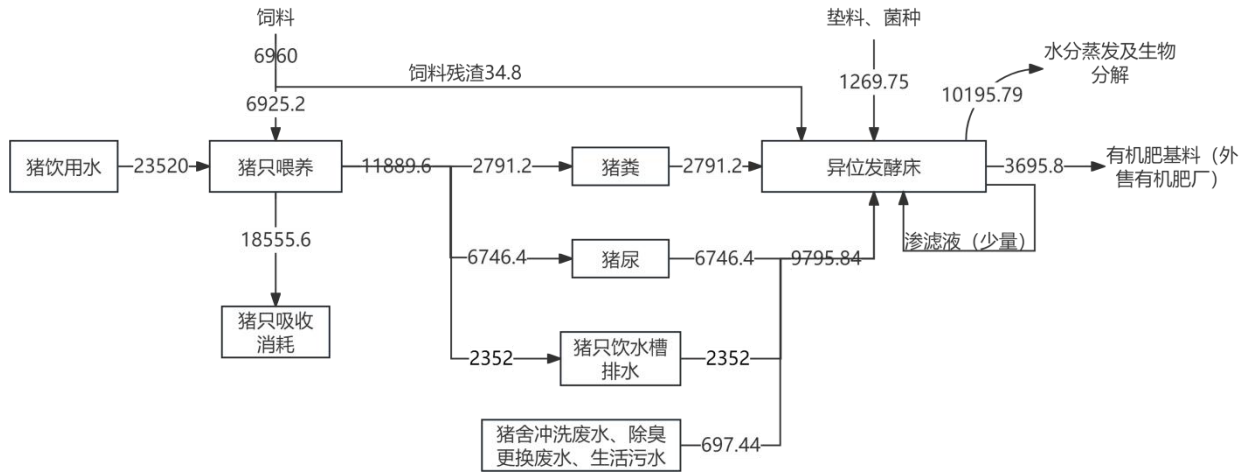 饲料
垫料、菌种
6960
饲料残渣34.8
1269.75
水分蒸发及生物
分解
10195.79
6925.2
猪饮用水
23520
猪只喂养
11889.6
2791.2
猪粪
2791.2
异位发酵床
3695.8
有机肥基料（外
售有机肥厂）
18555.6
6746.4
猪尿
6746.4
9795.84
渗滤液（少量）
猪只吸收
消耗
2352
猪只饮水槽
排水
2352
猪舍冲洗废水、除臭
更换废水、生活污水
697.44